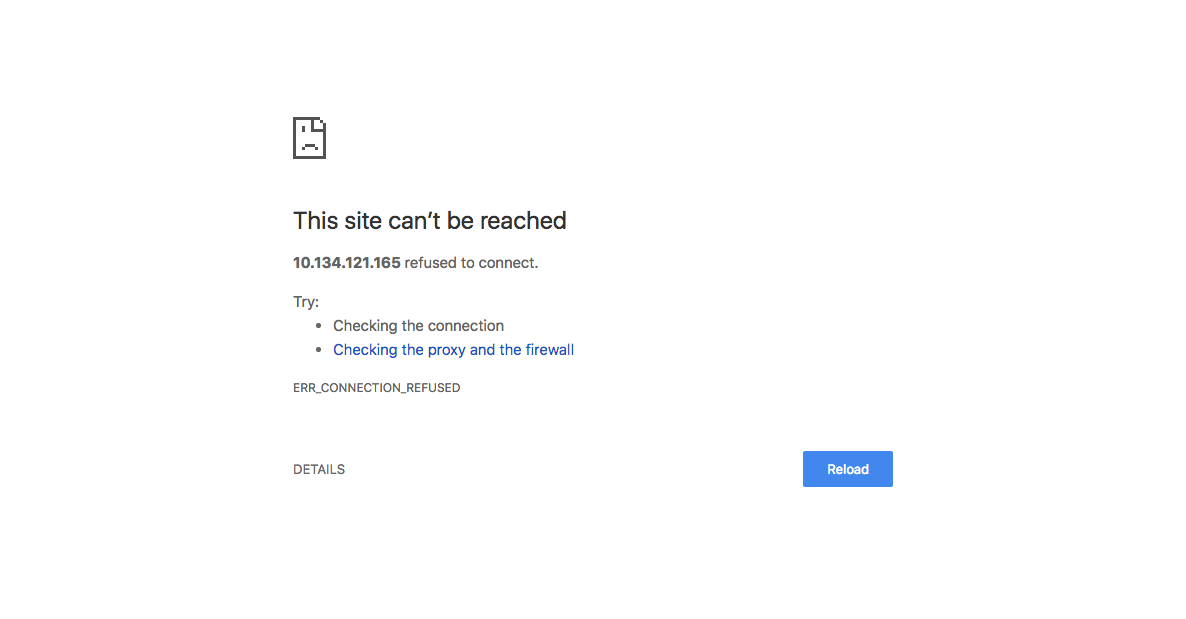 This site can’t be reached
10.134.121.165 refused to connect.
Try:
• Checking the connection
• Checking the proxy and the firewall
ERR_CONNECTION_REFUSED
DETAILS
Reload